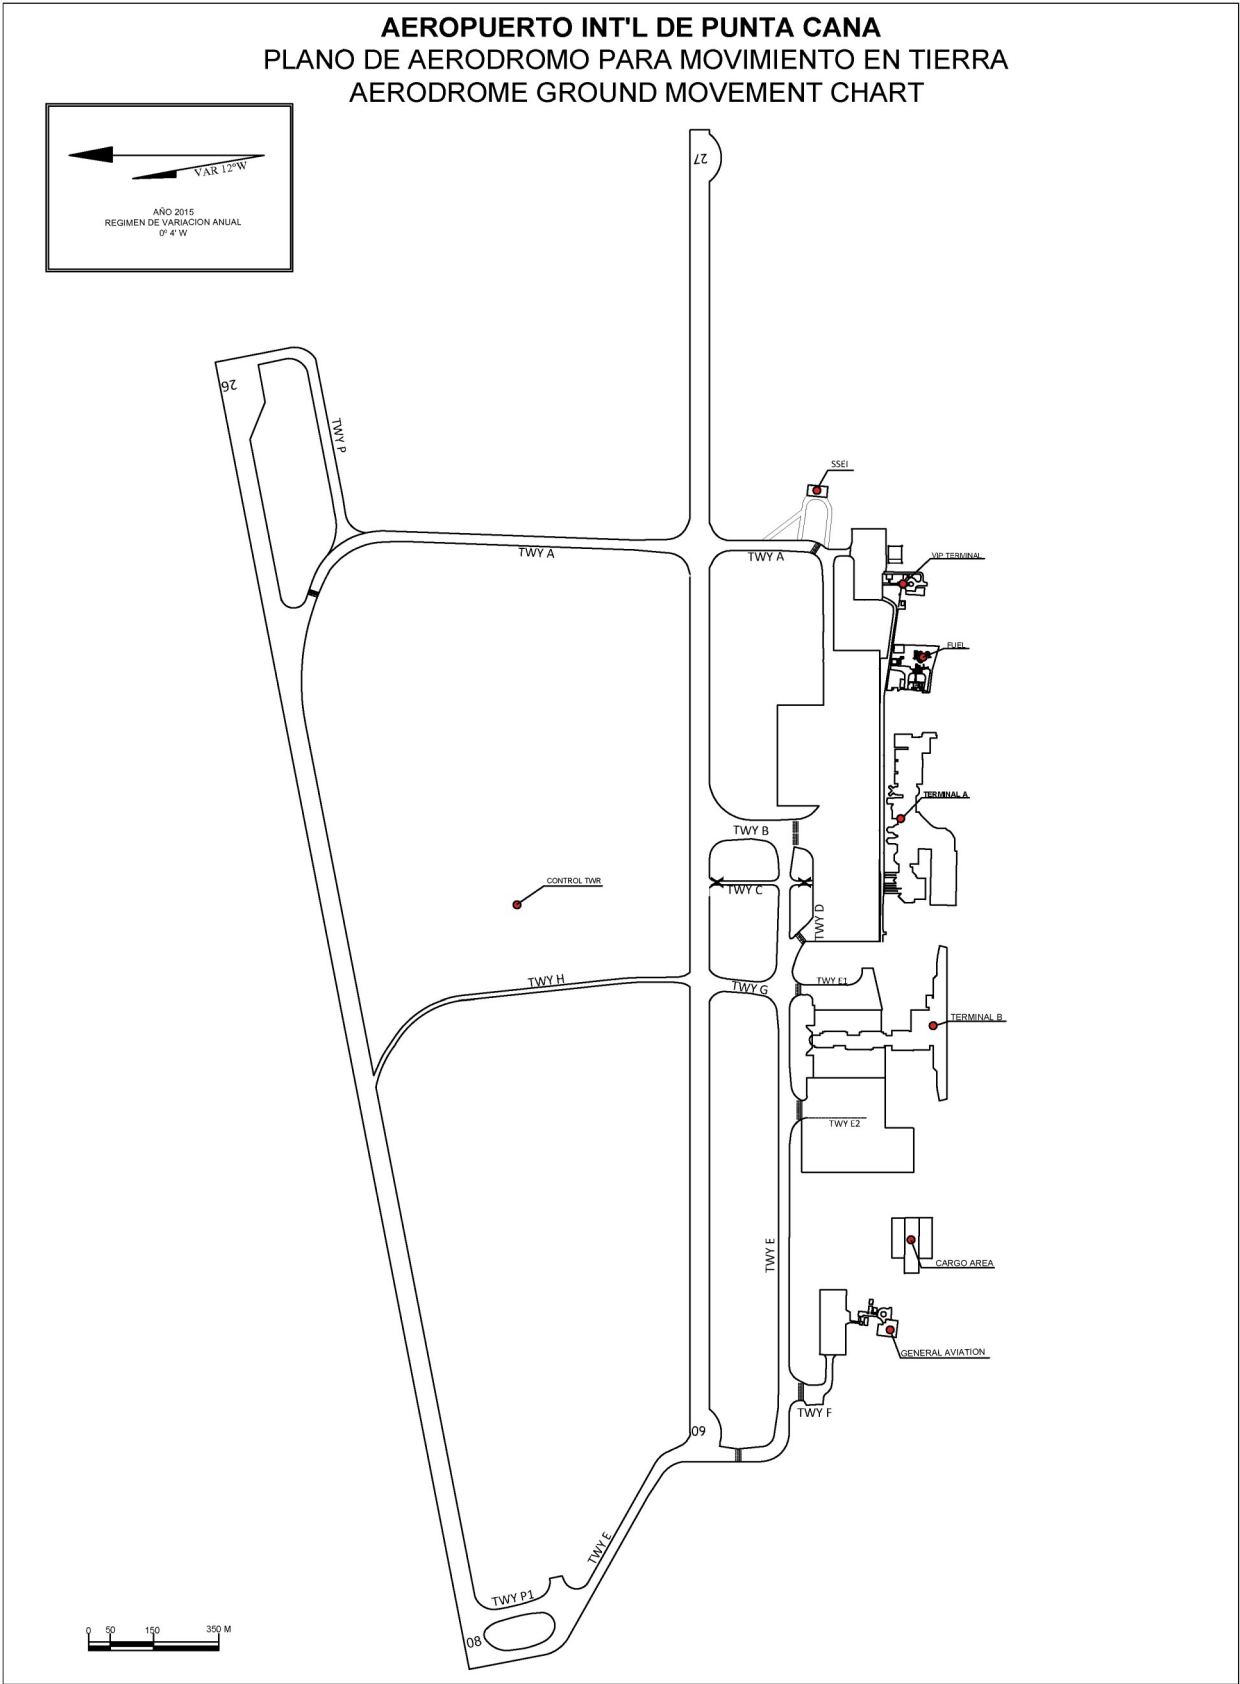 AEROPUERTO INT'L DE PUNTA CANA
PLANO DE AERODROMO PARA MOVIMIENTO EN TIERRA
AERODROME GROUND MOVEMENT CHART
VAR 12°W
AÑO 2015
REGIMEN DE VARIACION ANUAL
0° 4' W
27
26
TWY P
SSEI
TWY A
TWY A
VIP TERMINAL
FUEL
TERMINAL A
TWY B
CONTROL TWR
TWY C
TWY D
TWY H
TWY G
TWY E1
TERMINAL B
TWY E2
TWY E
CARGO AREA
GENERAL AVIATION
TWY F
09
TWY E
TWY P1
08
0 50 150 350 M